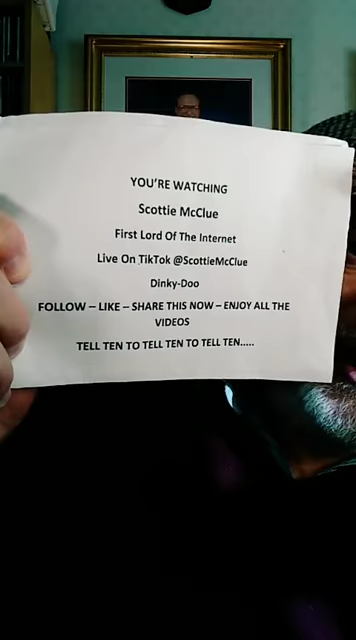 YOU'RE WATCHING
Scottie McClue
First Lord Of The Internet
Live On TikTok @ScottieMcClue
Dinky-Doo
FOLLOW – LIKE – SHARE THIS NOW – ENJOY ALL THE
VIDEOS
TELL TEN TO TELL TEN TO TELL TEN.....